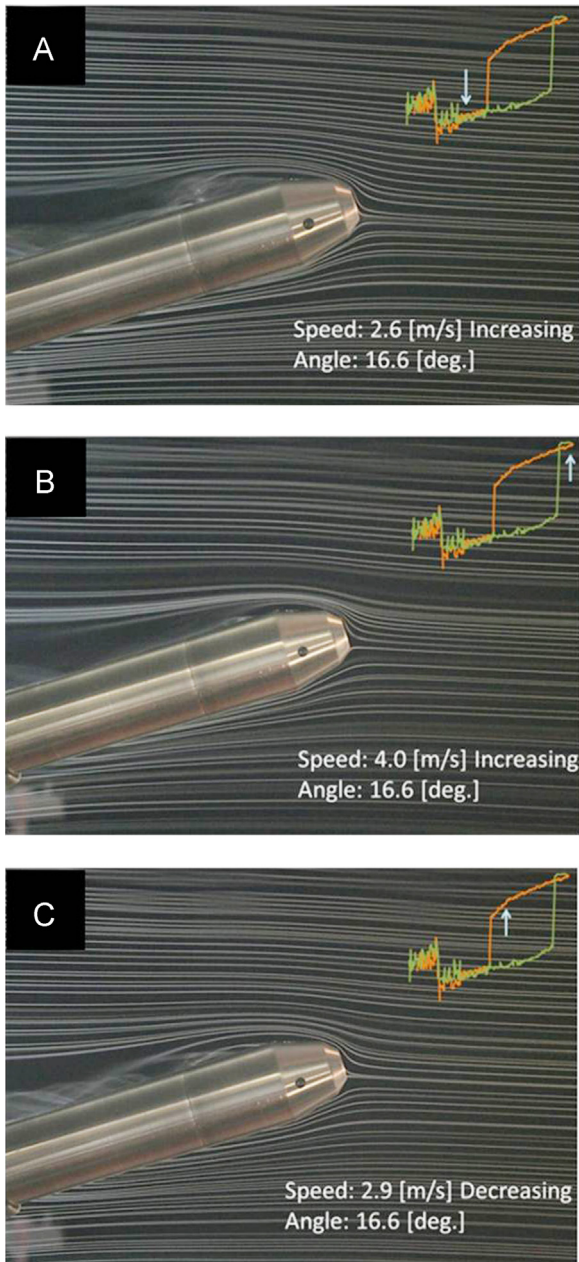 A
Speed: 2.6 [m/s] Increasing
Angle: 16.6 [deg.]
B
Speed: 4.0 [m/s] Increasing
Angle: 16.6 [deg.]
C
Speed: 2.9 [m/s] Decreasing
Angle: 16.6 [deg.]